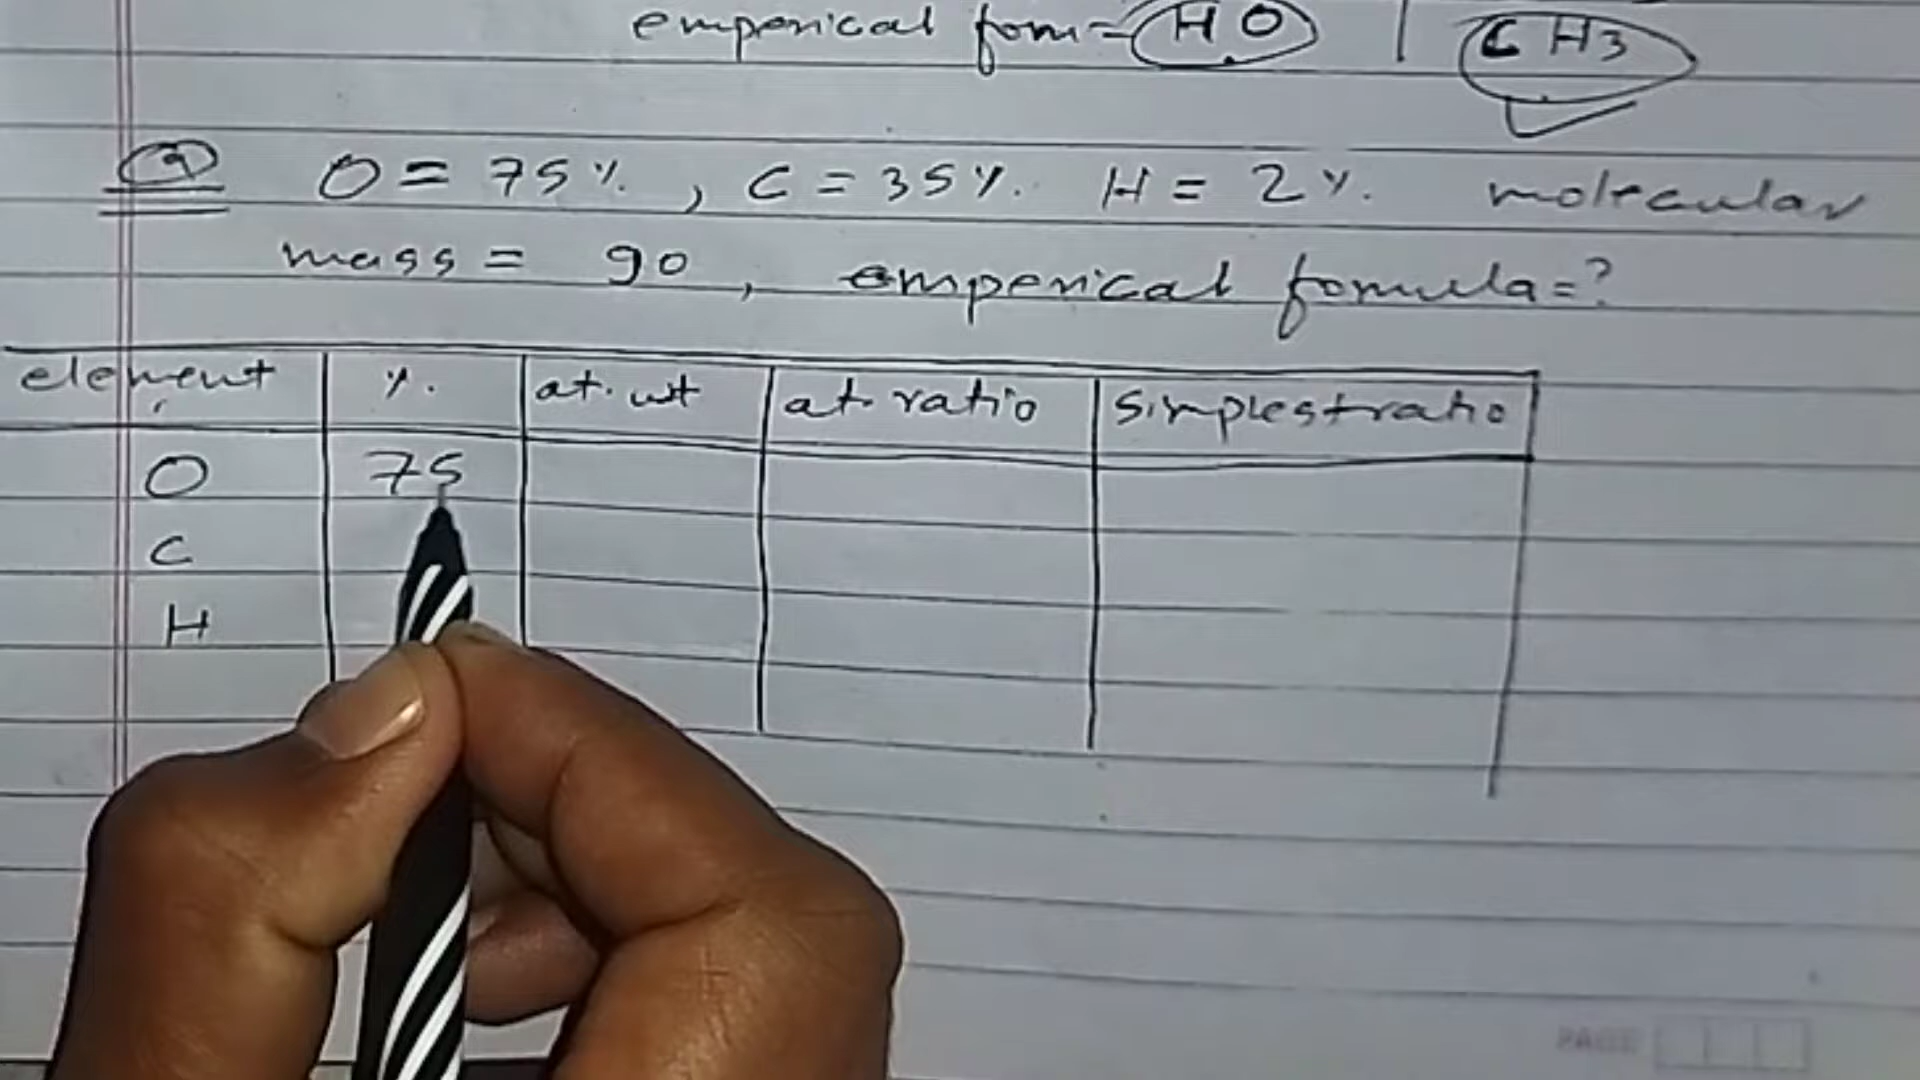 emperical form = HO | CH3
Q O = 75%, C = 35%. H = 2%. molecular
mass = 90, emperical formula = ?
element %. at. wt at. ratio Simplest ratio
O 75
C
H
PAGE